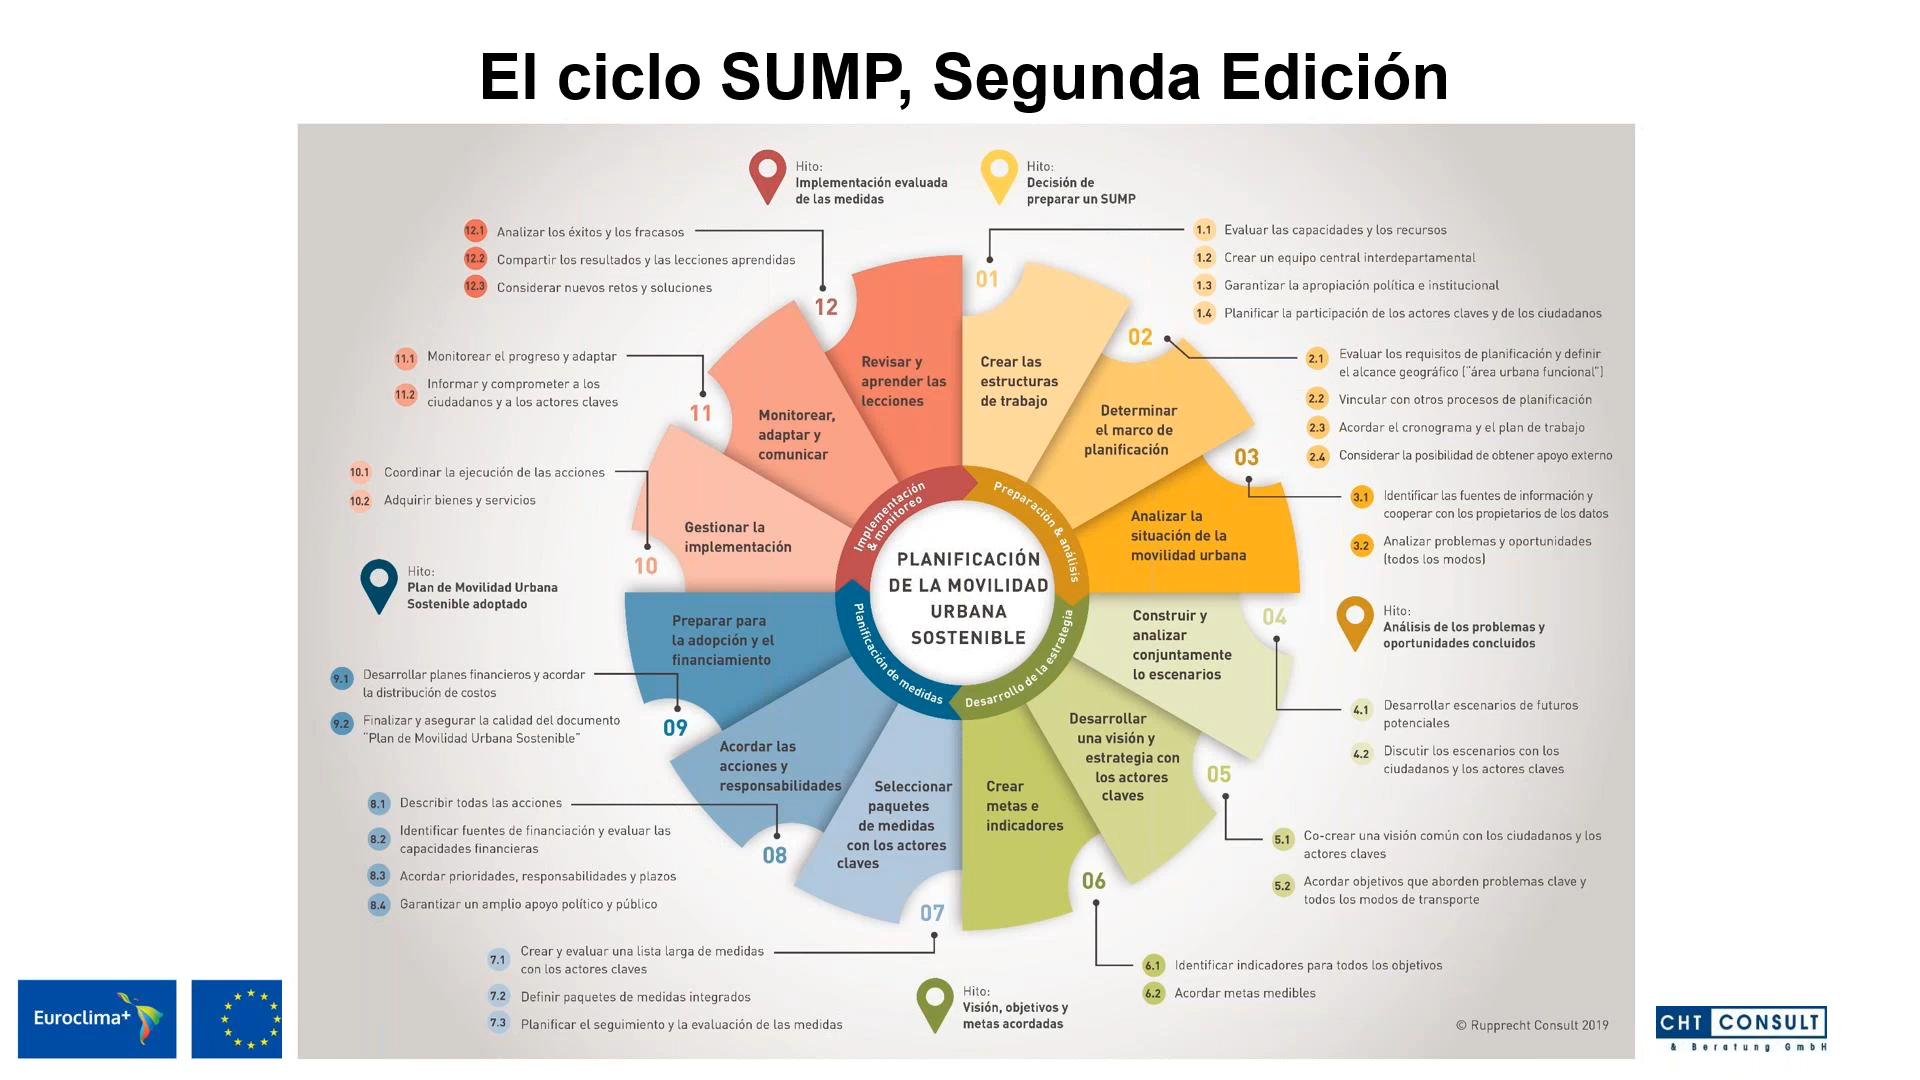 El ciclo SUMP, Segunda Edición
Hito:
Implementación evaluada
de las medidas
Hito:
Decisión de
preparar un SUMP
12.1 Analizar los éxitos y los fracasos
12.2 Compartir los resultados y las lecciones aprendidas
12.3 Considerar nuevos retos y soluciones
12
01
1.1 Evaluar las capacidades y los recursos
1.2 Crear un equipo central interdepartamental
1.3 Garantizar la apropiación política e institucional
1.4 Planificar la participación de los actores claves y de los ciudadanos
02
2.1 Evaluar los requisitos de planificación y definir
el alcance geográfico ("área urbana funcional")
2.2 Vincular con otros procesos de planificación
2.3 Acordar el cronograma y el plan de trabajo
2.4 Considerar la posibilidad de obtener apoyo externo
03
3.1 Identificar las fuentes de información y
cooperar con los propietarios de los datos
3.2 Analizar problemas y oportunidades
(todos los modos)
Hito:
Análisis de los problemas y
oportunidades concluidos
04
4.1 Desarrollar escenarios de futuros
potenciales
4.2 Discutir los escenarios con los
ciudadanos y los actores claves
05
5.1 Co-crear una visión común con los ciudadanos y los
actores claves
5.2 Acordar objetivos que aborden problemas clave y
todos los modos de transporte
06
6.1 Identificar indicadores para todos los objetivos
6.2 Acordar metas medibles
Hito:
Visión, objetivos y
metas acordadas
07
7.1 Crear y evaluar una lista larga de medidas
con los actores claves
7.2 Definir paquetes de medidas integrados
7.3 Planificar el seguimiento y la evaluación de las medidas
08
8.1 Describir todas las acciones
8.2 Identificar fuentes de financiación y evaluar las
capacidades financieras
8.3 Acordar prioridades, responsabilidades y plazos
8.4 Garantizar un amplio apoyo político y público
09
9.1 Desarrollar planes financieros y acordar
la distribución de costos
9.2 Finalizar y asegurar la calidad del documento
"Plan de Movilidad Urbana Sostenible"
Hito:
Plan de Movilidad Urbana
Sostenible adoptado
10
10.1 Coordinar la ejecución de las acciones
10.2 Adquirir bienes y servicios
11
11.1 Monitorear el progreso y adaptar
11.2 Informar y comprometer a los
ciudadanos y a los actores claves
Revisar y
aprender las
lecciones
Crear las
estructuras
de trabajo
Determinar
el marco de
planificación
Analizar la
situación de la
movilidad urbana
Construir y
analizar
conjuntamente
lo escenarios
Desarrollar
una visión y
estrategia con
los actores
claves
Crear
metas e
indicadores
Seleccionar
paquetes
de medidas
con los actores
claves
Acordar las
acciones y
responsabilidades
Preparar para
la adopción y el
financiamiento
Gestionar la
implementación
Monitorear,
adaptar y
comunicar
Implementación
& monitoreo
Preparación & análisis
Desarrollo de la estrategia
Planificación de medidas
PLANIFICACIÓN
DE LA MOVILIDAD
URBANA
SOSTENIBLE
© Rupprecht Consult 2019
Euroclima+
CHT CONSULT
& Beratung GmbH